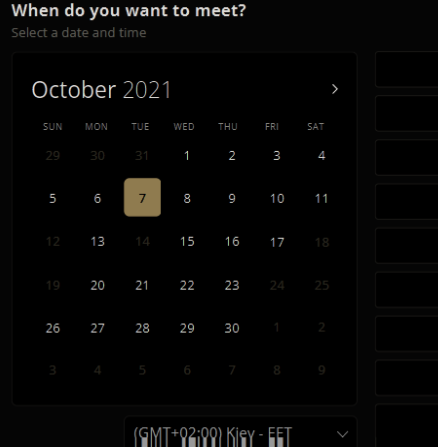 When do you want to meet?
Select a date and time
October 2021
SUN MON TUE WED THU FRI SAT
29 30 31 1 2 3 4
5 6 7 8 9 10 11
12 13 14 15 16 17 18
19 20 21 22 23 24 25
26 27 28 29 30 1 2
3 4 5 6 7 8 9
(GMT+02:00) Kiev - EET